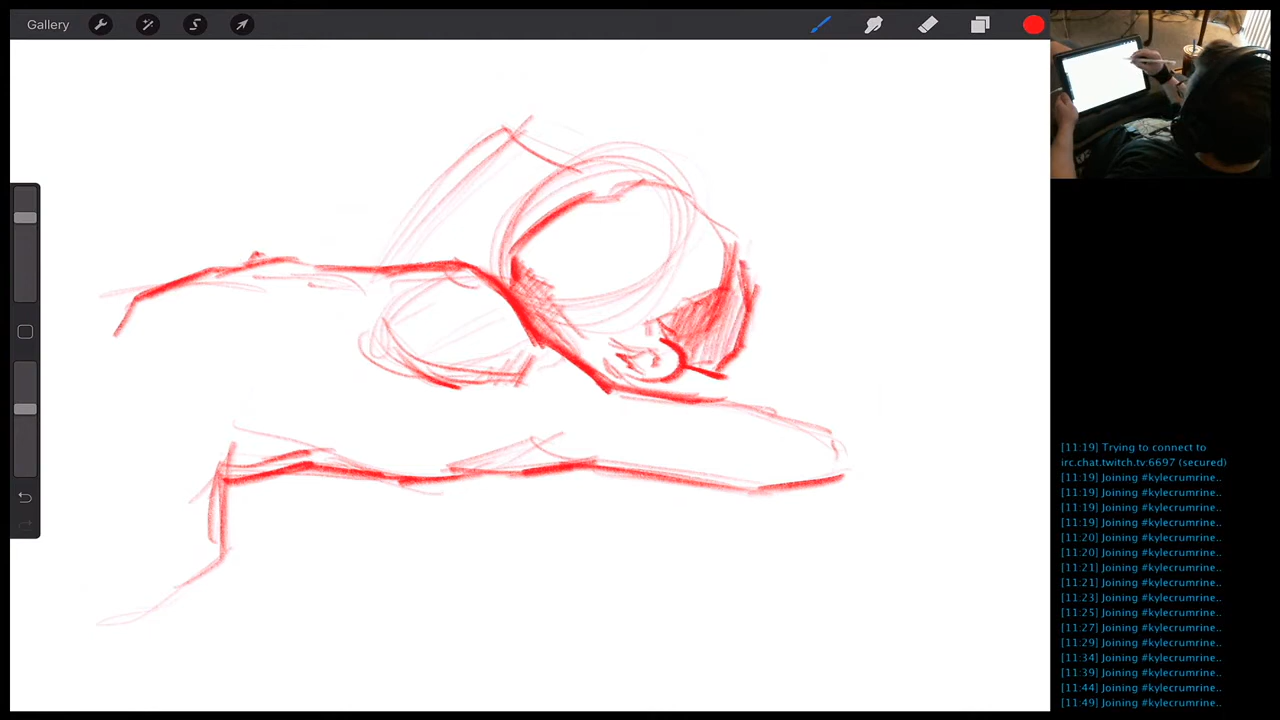 Gallery
[11:19] Trying to connect to
irc.chat.twitch.tv:6697 (secured)
[11:19] Joining #kylecrumrine..
[11:19] Joining #kylecrumrine..
[11:19] Joining #kylecrumrine..
[11:19] Joining #kylecrumrine..
[11:20] Joining #kylecrumrine..
[11:20] Joining #kylecrumrine..
[11:21] Joining #kylecrumrine..
[11:21] Joining #kylecrumrine..
[11:23] Joining #kylecrumrine..
[11:25] Joining #kylecrumrine..
[11:27] Joining #kylecrumrine..
[11:29] Joining #kylecrumrine..
[11:34] Joining #kylecrumrine..
[11:39] Joining #kylecrumrine..
[11:44] Joining #kylecrumrine..
[11:49] Joining #kylecrumrine..